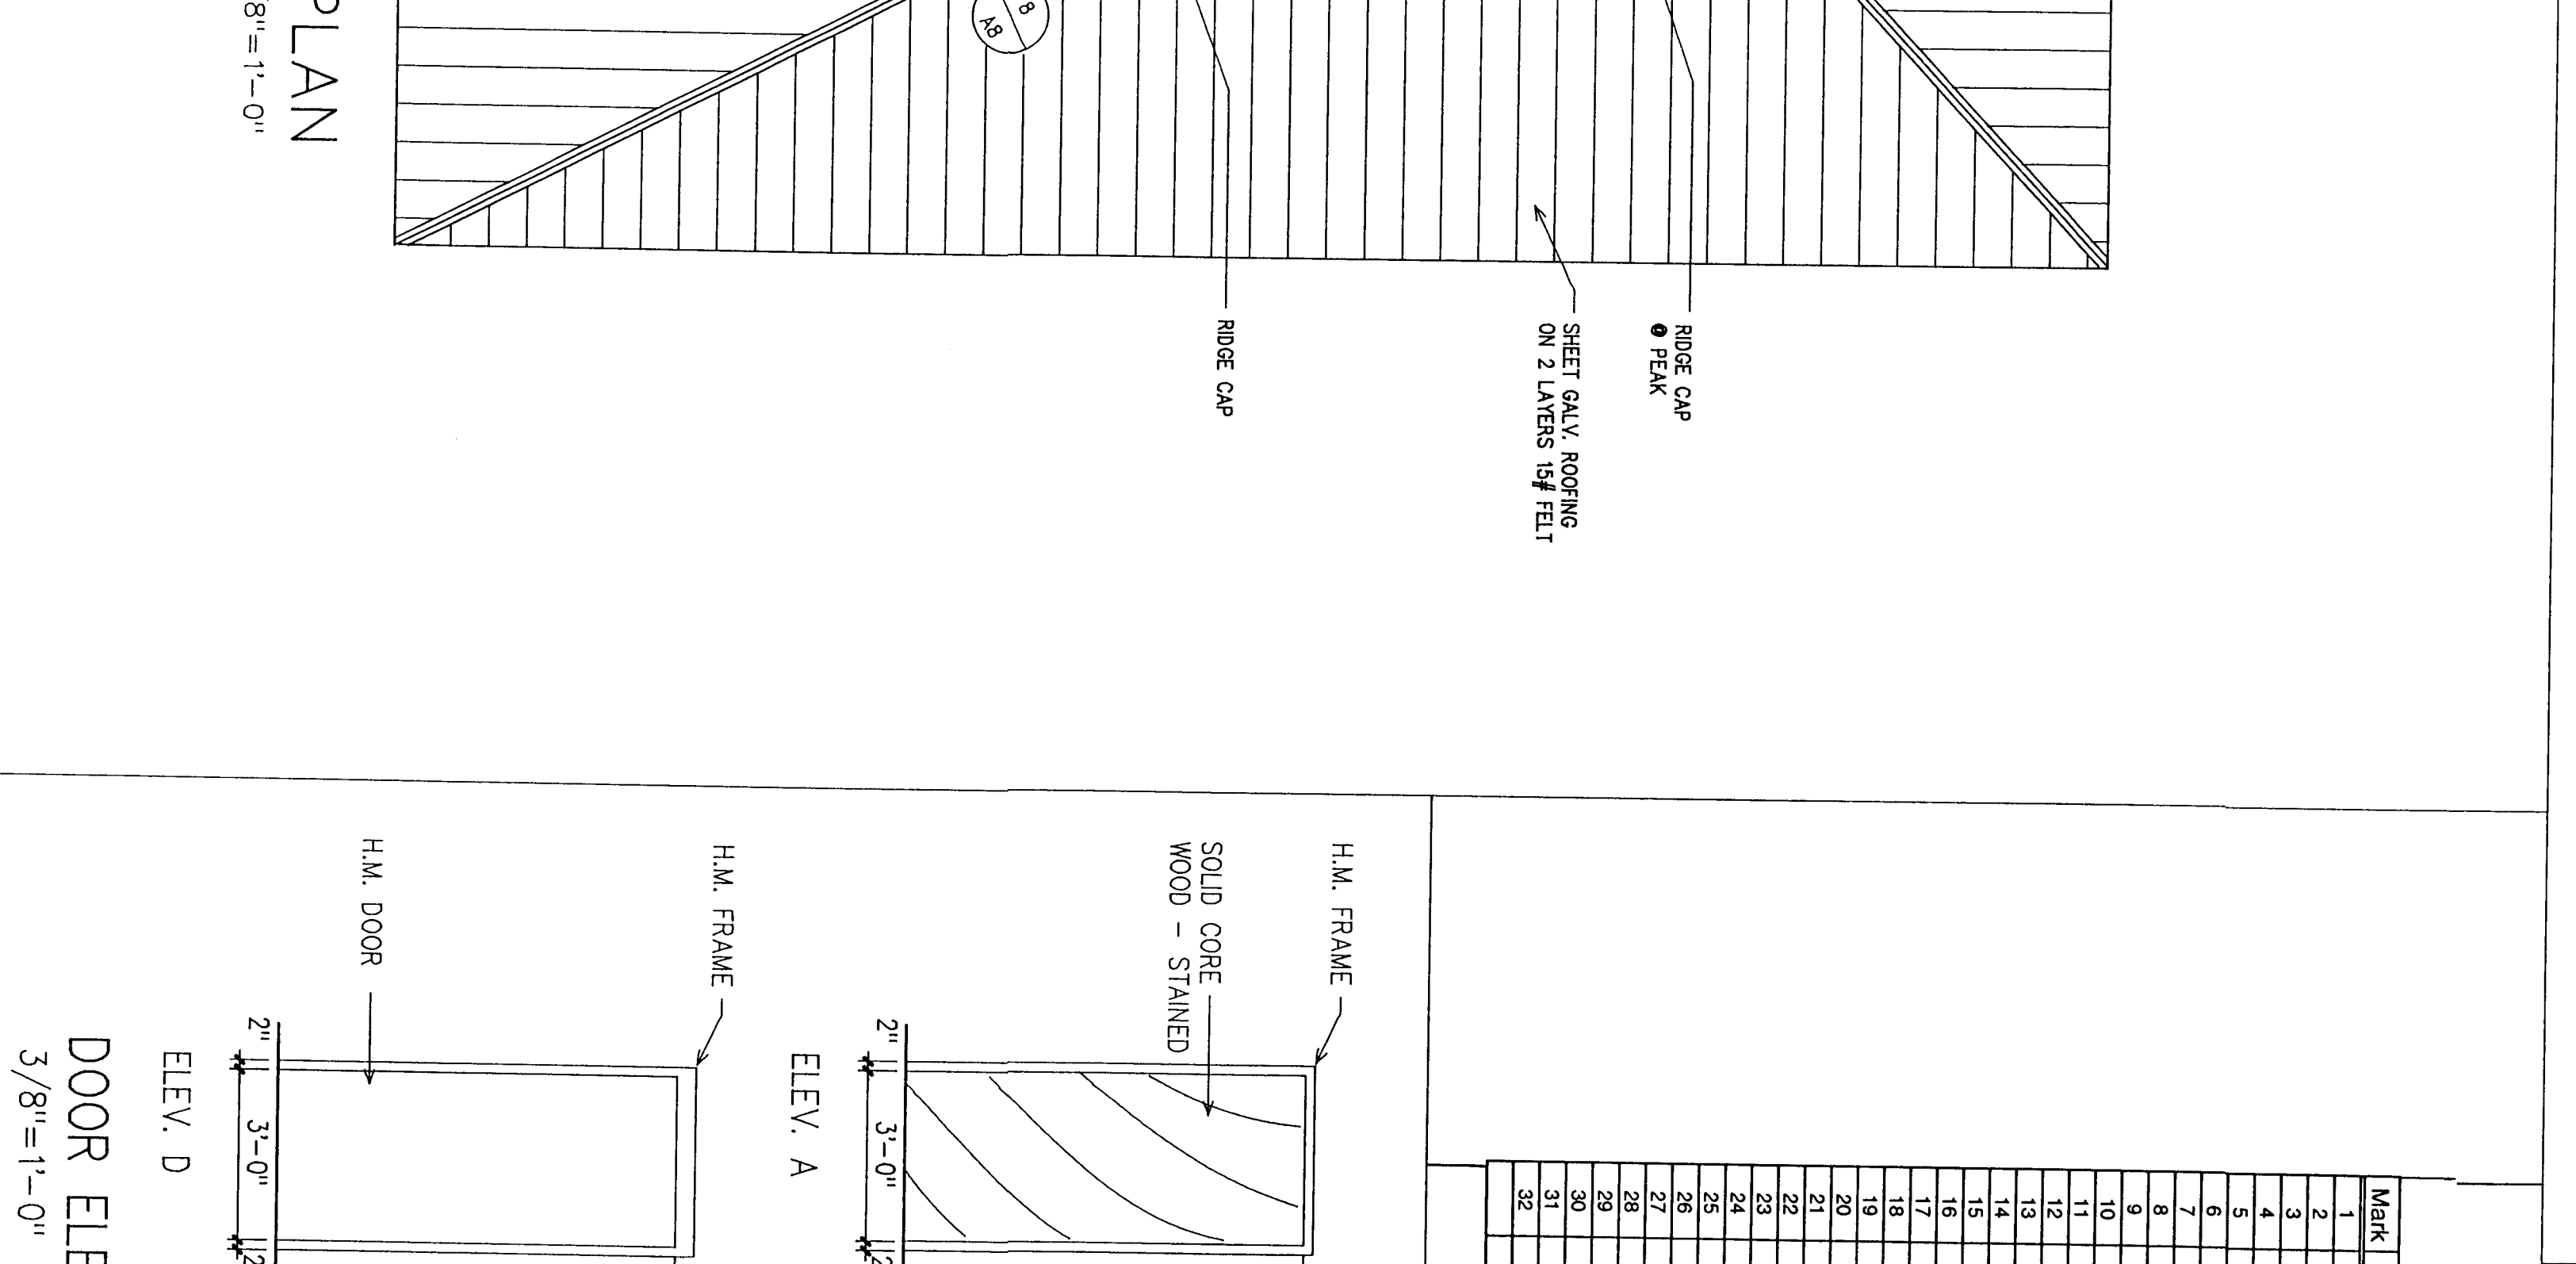 RIDGE CAP
@ PEAK
SHEET GALV. ROOFING
ON 2 LAYERS 15# FELT
RIDGE CAP
8
A8
PLAN
8"=1'-0"
Mark
1
2
3
4
5
6
7
8
9
10
11
12
13
14
15
16
17
18
19
20
21
22
23
24
25
26
27
28
29
30
31
32
H.M. FRAME
SOLID CORE
WOOD - STAINED
2"
3'-0"
ELEV. A
H.M. FRAME
H.M. DOOR
2"
3'-0"
2
ELEV. D
DOOR ELE
3/8"=1'-0"